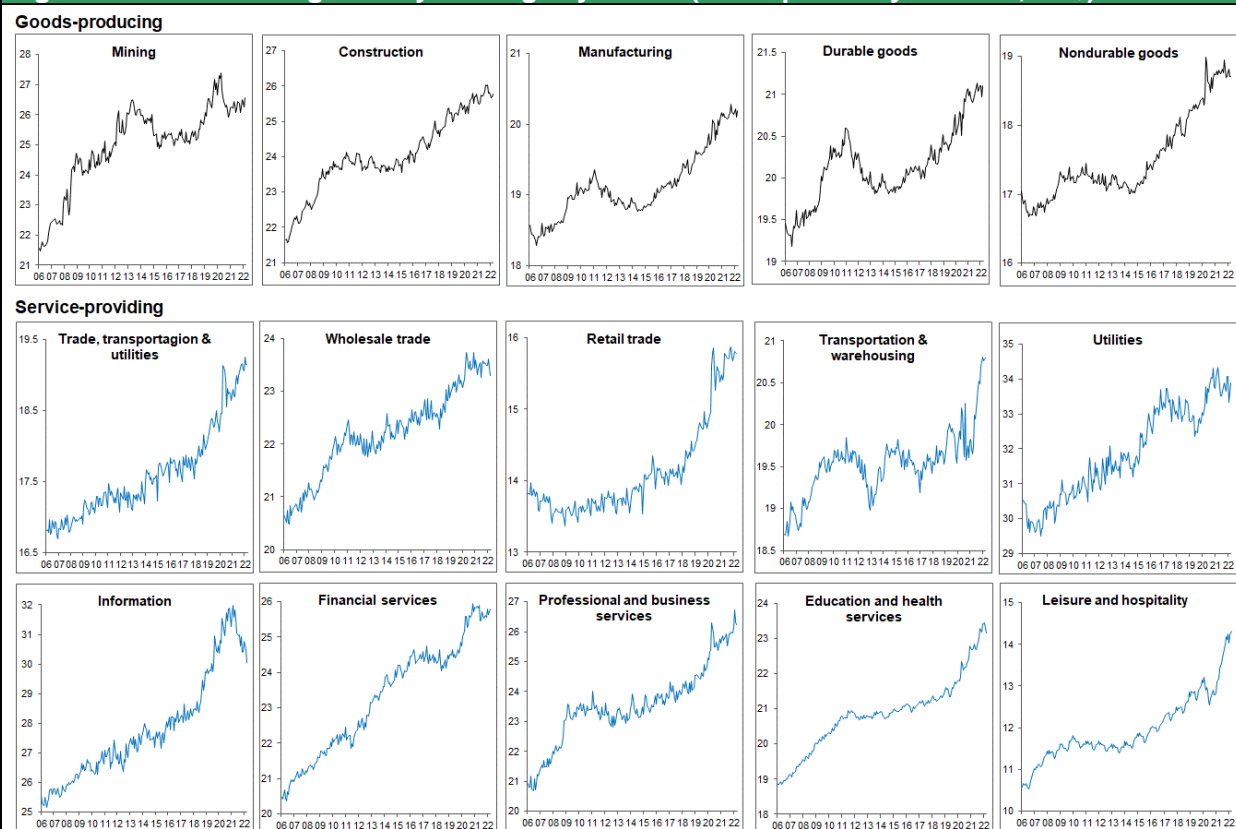 Goods-producing
Mining
28
27
26
25
24
23
22
21
06 07 08 09 10 11 12 13 14 15 16 17 18 19 20 21 22
Construction
27
26
25
24
23
22
21
06 07 08 09 10 11 12 13 14 15 16 17 18 19 20 21 22
Manufacturing
21
20
19
18
06 07 08 09 10 11 12 13 14 15 16 17 18 19 20 21 22
Durable goods
21.5
21
20.5
20
19.5
19
06 07 08 09 10 11 12 13 14 15 16 17 18 19 20 21 22
Nondurable goods
19
18
17
16
06 07 08 09 10 11 12 13 14 15 16 17 18 19 20 21 22
Service-providing
Trade, transportagion &
utilities
19.5
18.5
17.5
16.5
06 07 08 09 10 11 12 13 14 15 16 17 18 19 20 21 22
Wholesale trade
24
23
22
21
20
06 07 08 09 10 11 12 13 14 15 16 17 18 19 20 21 22
Retail trade
16
15
14
13
06 07 08 09 10 11 12 13 14 15 16 17 18 19 20 21 22
Transportation &
warehousing
21
20.5
20
19.5
19
18.5
06 07 08 09 10 11 12 13 14 15 16 17 18 19 20 21 22
Utilities
35
34
33
32
31
30
29
06 07 08 09 10 11 12 13 14 15 16 17 18 19 20 21 22
Information
32
31
30
29
28
27
26
25
06 07 08 09 10 11 12 13 14 15 16 17 18 19 20 21 22
Financial services
26
25
24
23
22
21
20
06 07 08 09 10 11 12 13 14 15 16 17 18 19 20 21 22
Professional and business
services
27
26
25
24
23
22
21
20
06 07 08 09 10 11 12 13 14 15 16 17 18 19 20 21 22
Education and health
services
24
23
22
21
20
19
18
06 07 08 09 10 11 12 13 14 15 16 17 18 19 20 21 22
Leisure and hospitality
15
14
13
12
11
10
06 07 08 09 10 11 12 13 14 15 16 17 18 19 20 21 22